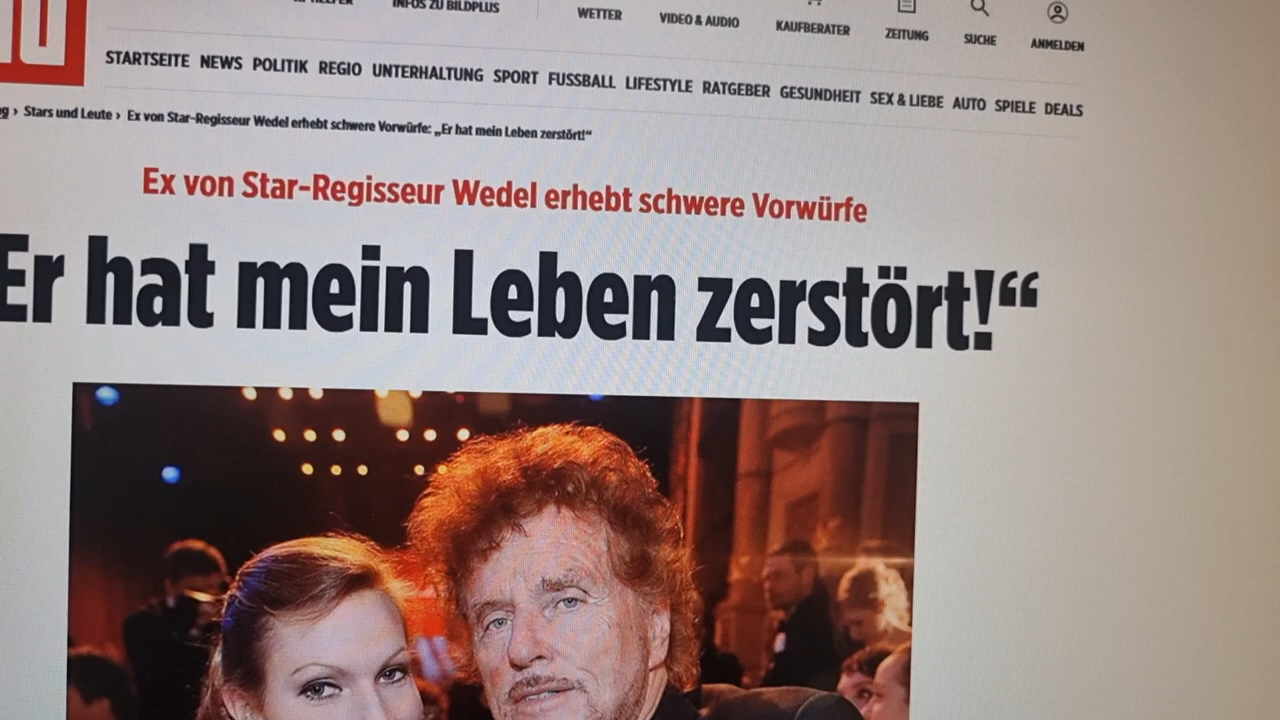 INFOS ZU BILDPLUS
WETTER VIDEO & AUDIO KAUFBERATER ZEITUNG SUCHE ANMELDEN
STARTSEITE NEWS POLITIK REGIO UNTERHALTUNG SPORT FUSSBALL LIFESTYLE RATGEBER GESUNDHEIT SEX & LIEBE AUTO SPIELE DEALS
g › Stars und Leute › Ex von Star-Regisseur Wedel erhebt schwere Vorwürfe: „Er hat mein Leben zerstört!“
Ex von Star-Regisseur Wedel erhebt schwere Vorwürfe
Er hat mein Leben zerstört!“